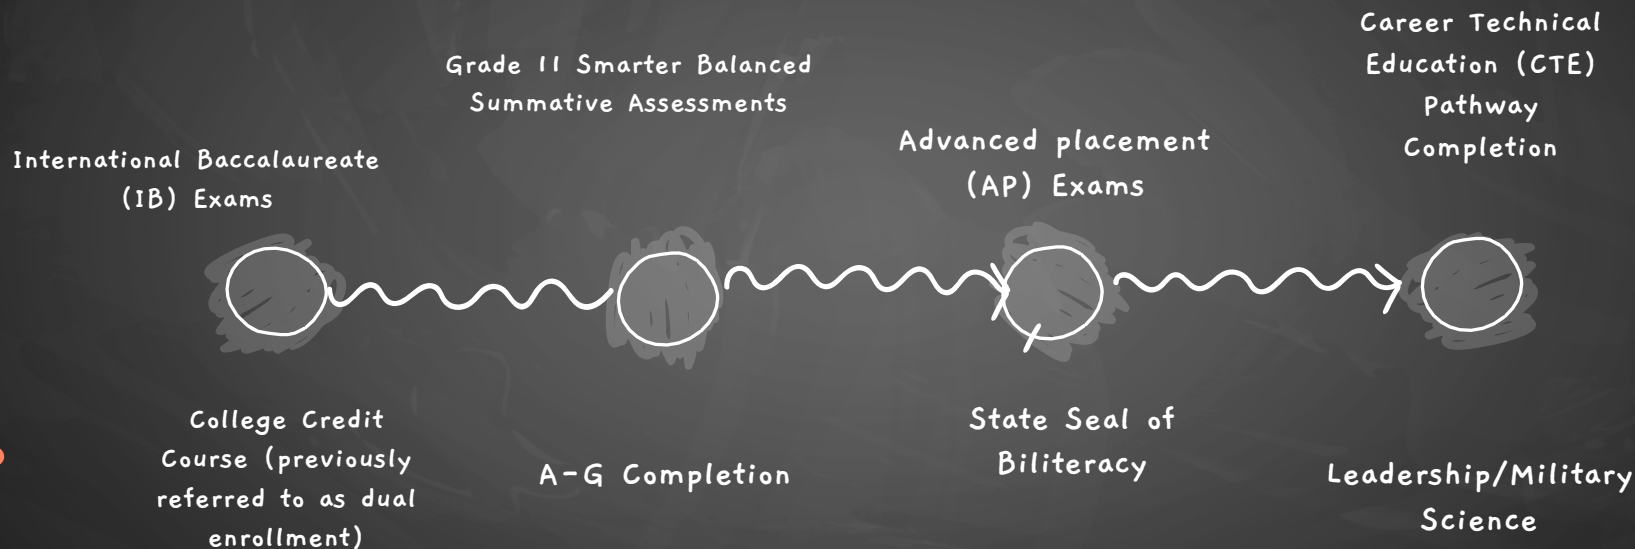 International Baccalaureate
(IB) Exams
Grade 11 Smarter Balanced
Summative Assessments
Advanced placement
(AP) Exams
Career Technical
Education (CTE)
Pathway
Completion
College Credit
Course (previously
referred to as dual
enrollment)
A-G Completion
State Seal of
Biliteracy
Leadership/Military
Science